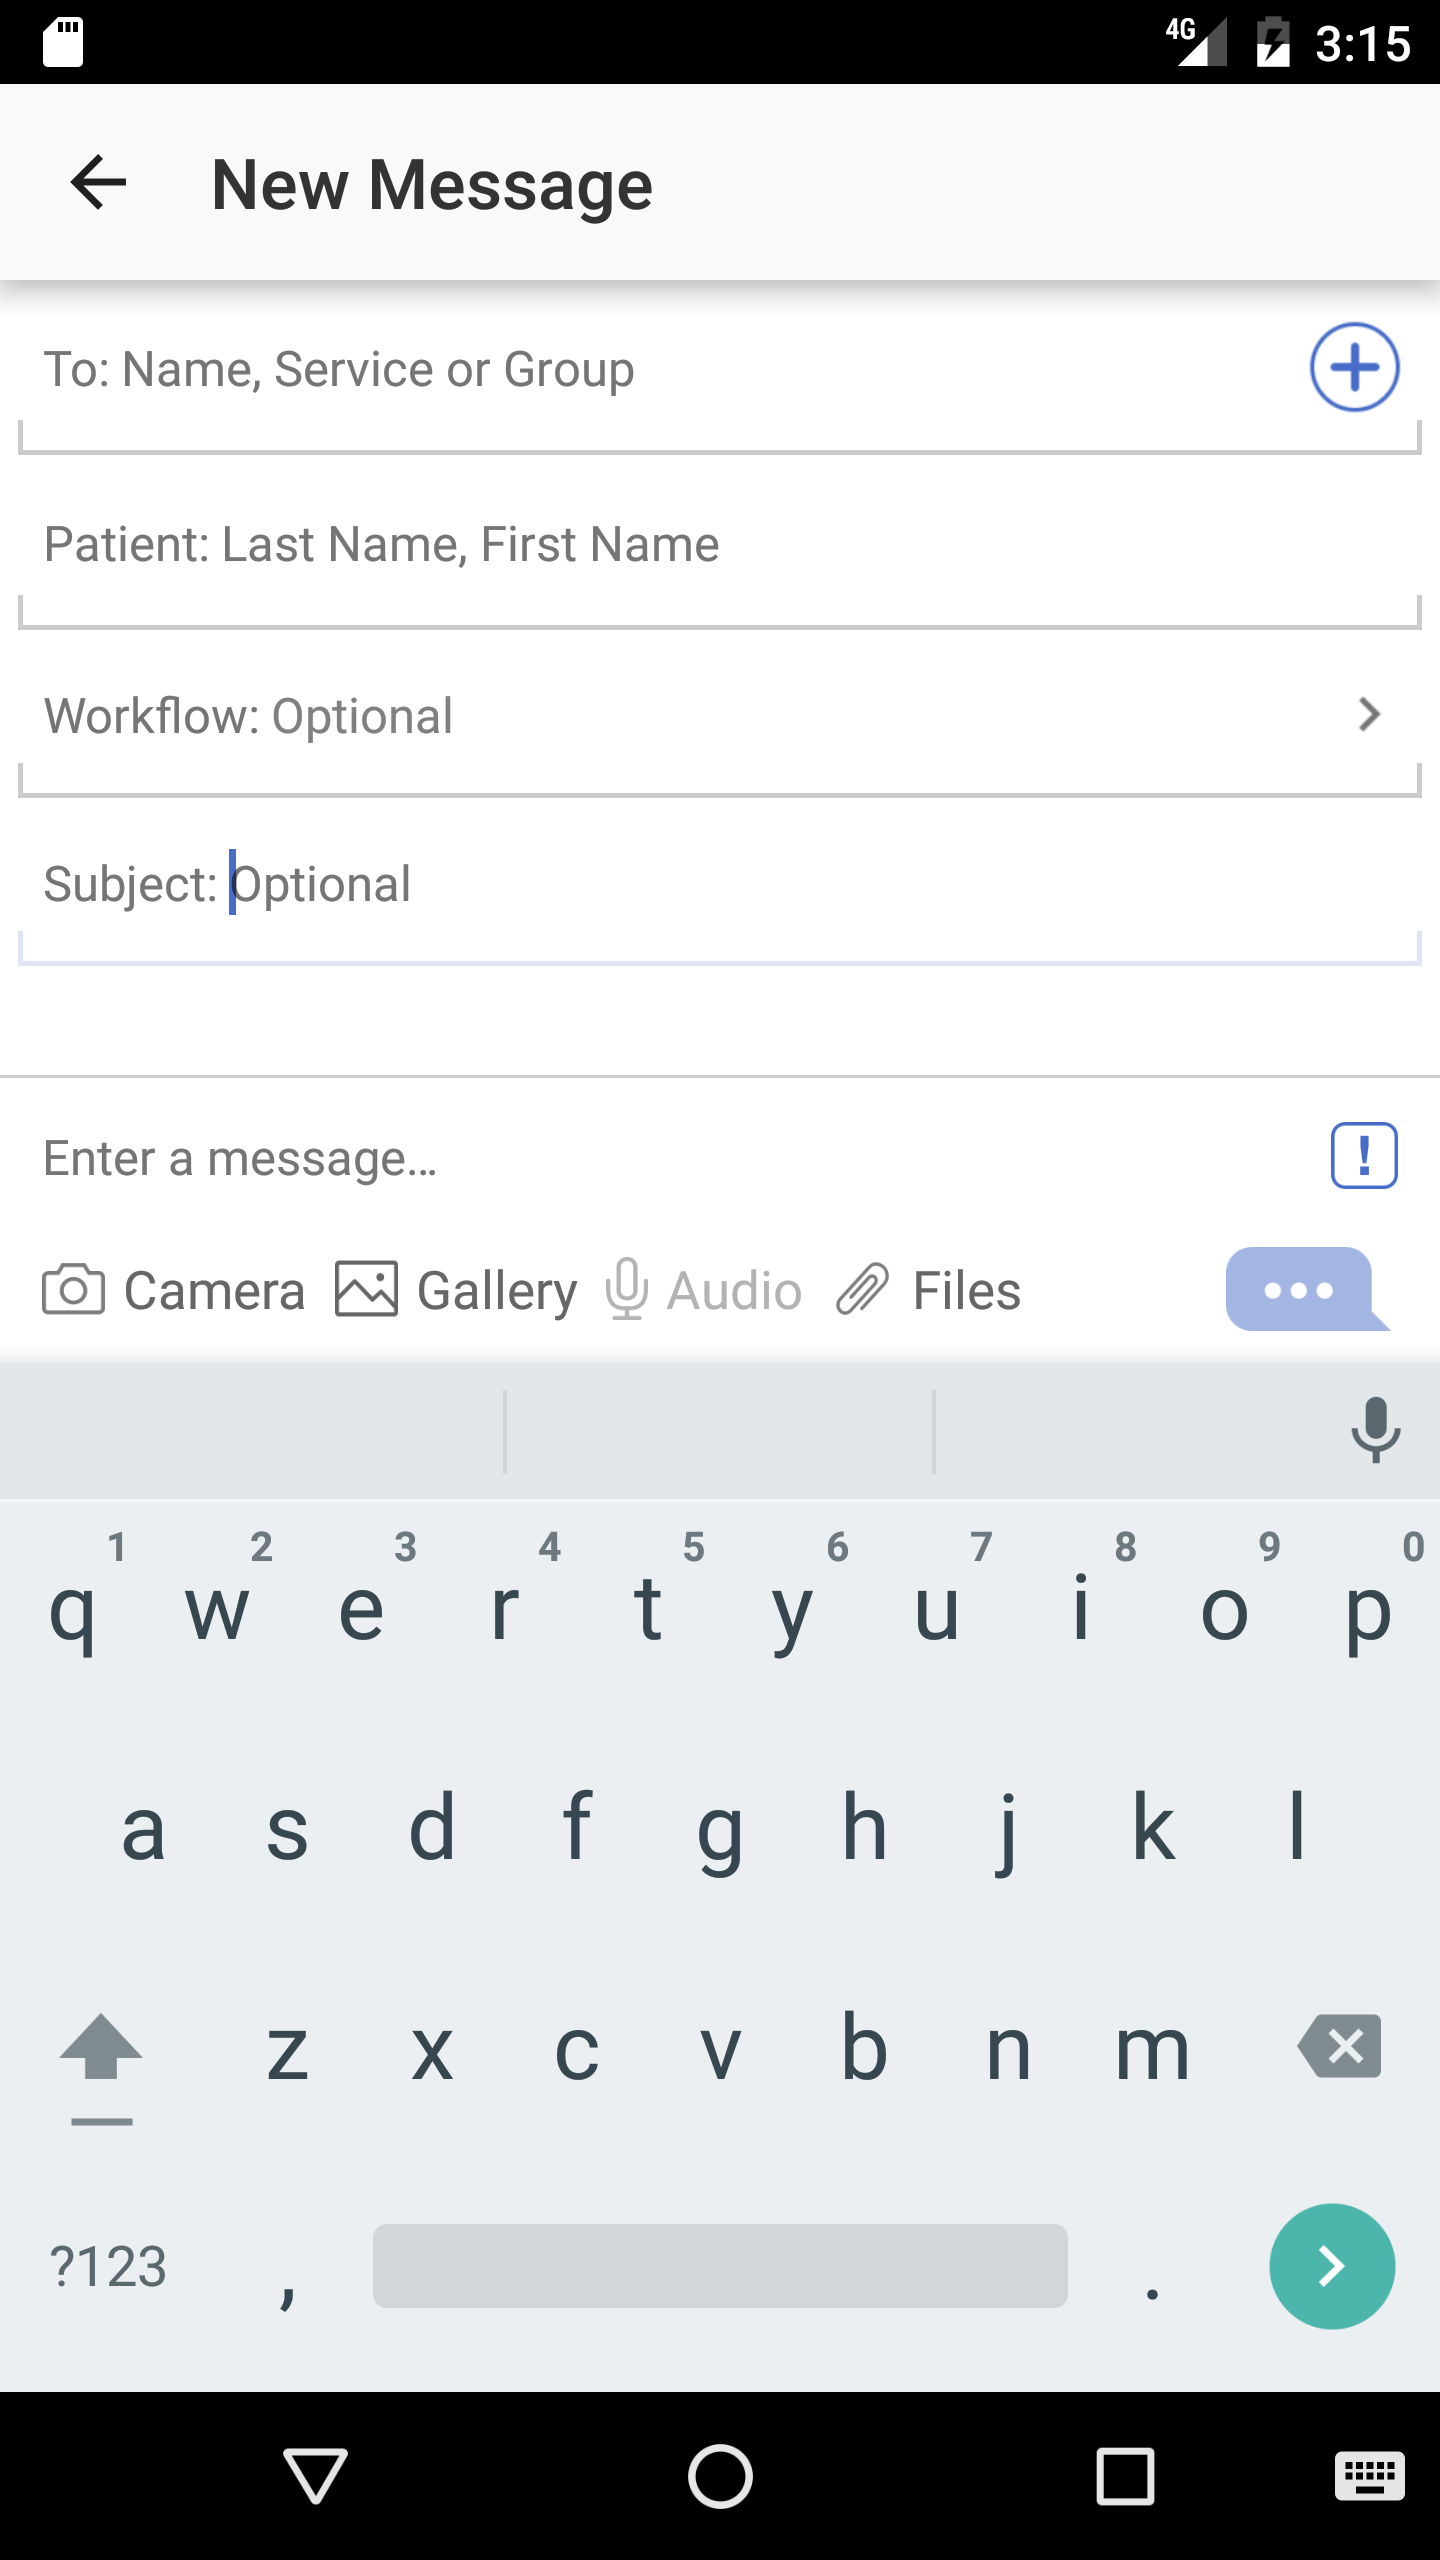 4G 3:15
New Message
To: Name, Service or Group
Patient: Last Name, First Name
Workflow: Optional
Subject: Optional
Enter a message...
!
Camera Gallery Audio Files
1 2 3 4 5 6 7 8 9 0
q w e r t y u i o p
a s d f g h j k l
z x c v b n m
?123 , .